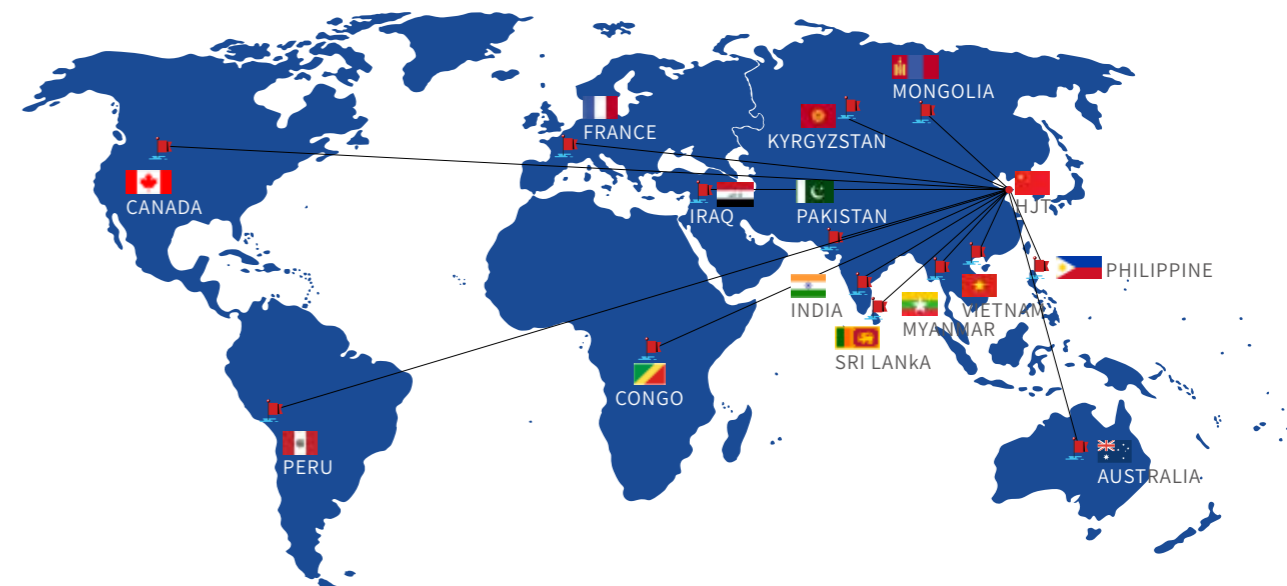 MONGOLIA
FRANCE
KYRGYZSTAN
CANADA
IRAQ
PAKISTAN
HJT
PHILIPPINE
INDIA
VIETNAM
MYANMAR
SRI LANkA
CONGO
PERU
AUSTRALIA